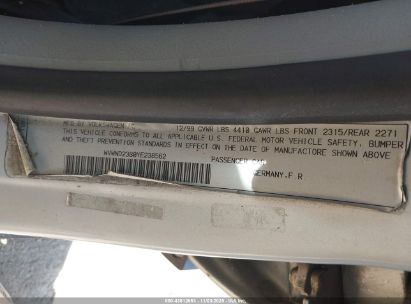 MFD BY VOLKSWAGEN 12/99 GVWR LBS 4410 GAWR LBS FRONT 2315/REAR 2271
THIS VEHICLE CONFORMS TO ALL APPLICABLE U.S. FEDERAL MOTOR VEHICLE SAFETY, BUMPER
AND THEFT PREVENTION STANDARDS IN EFFECT ON THE DATE OF MANUFACTURE SHOWN ABOVE
PASSENGER CAR
GERMANY.F.R